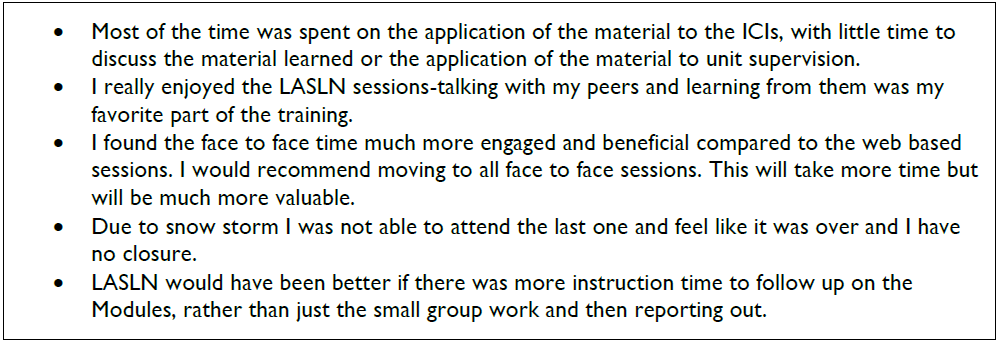 • Most of the time was spent on the application of the material to the ICIs, with little time to
discuss the material learned or the application of the material to unit supervision.
• I really enjoyed the LASLN sessions-talking with my peers and learning from them was my
favorite part of the training.
• I found the face to face time much more engaged and beneficial compared to the web based
sessions. I would recommend moving to all face to face sessions. This will take more time but
will be much more valuable.
• Due to snow storm I was not able to attend the last one and feel like it was over and I have
no closure.
• LASLN would have been better if there was more instruction time to follow up on the
Modules, rather than just the small group work and then reporting out.